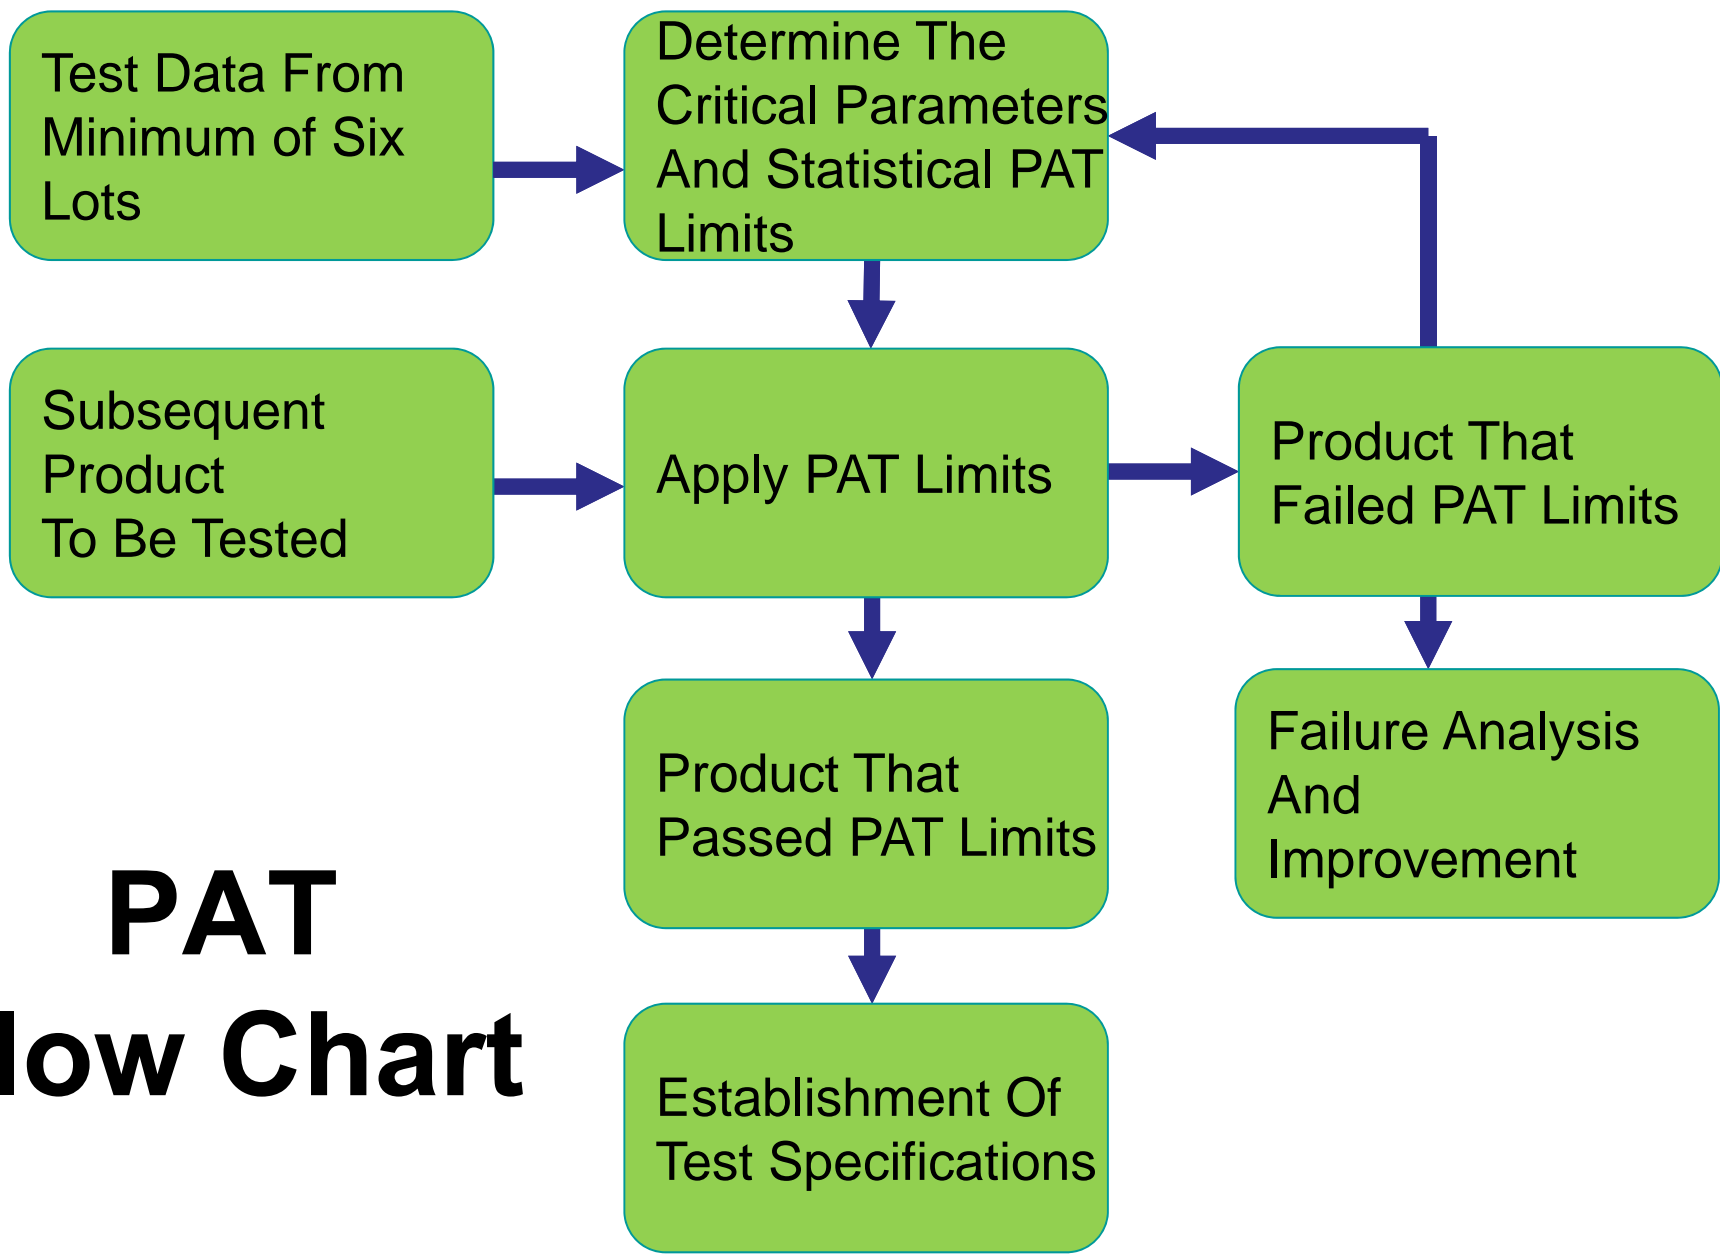 Test Data From
Minimum of Six
Lots
Determine The
Critical Parameters
And Statistical PAT
Limits
Subsequent
Product
To Be Tested
Apply PAT Limits
Product That
Failed PAT Limits
Product That
Passed PAT Limits
Failure Analysis
And
Improvement
Establishment Of
Test Specifications
PAT
low Chart